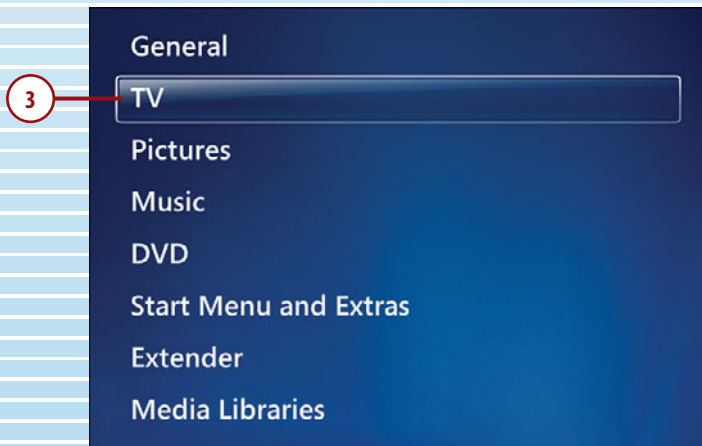 General
3
TV
Pictures
Music
DVD
Start Menu and Extras
Extender
Media Libraries